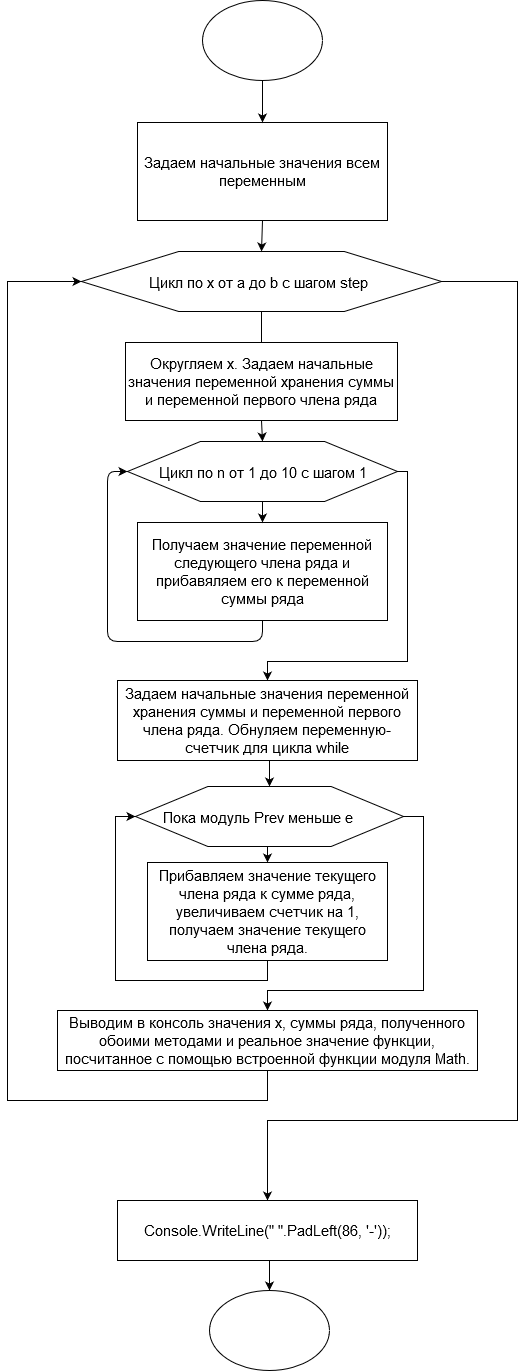 Задаем начальные значения всем
переменным
Цикл по x от a до b с шагом step
Округляем x. Задаем начальные
значения переменной хранения суммы
и переменной первого члена ряда
Цикл по n от 1 до 10 с шагом 1
Получаем значение переменной
следующего члена ряда и
прибавяляем его к переменной
суммы ряда
Задаем начальные значения переменной
хранения суммы и переменной первого
члена ряда. Обнуляем переменную-
счетчик для цикла while
Пока модуль Prev меньше e
Прибавляем значение текущего
члена ряда к сумме ряда,
увеличиваем счетчик на 1,
получаем значение текущего
члена ряда.
Выводим в консоль значения x, суммы ряда, полученного
обоими методами и реальное значение функции,
посчитанное с помощью встроенной функции модуля Math.
Console.WriteLine(" ".PadLeft(86, '-'));